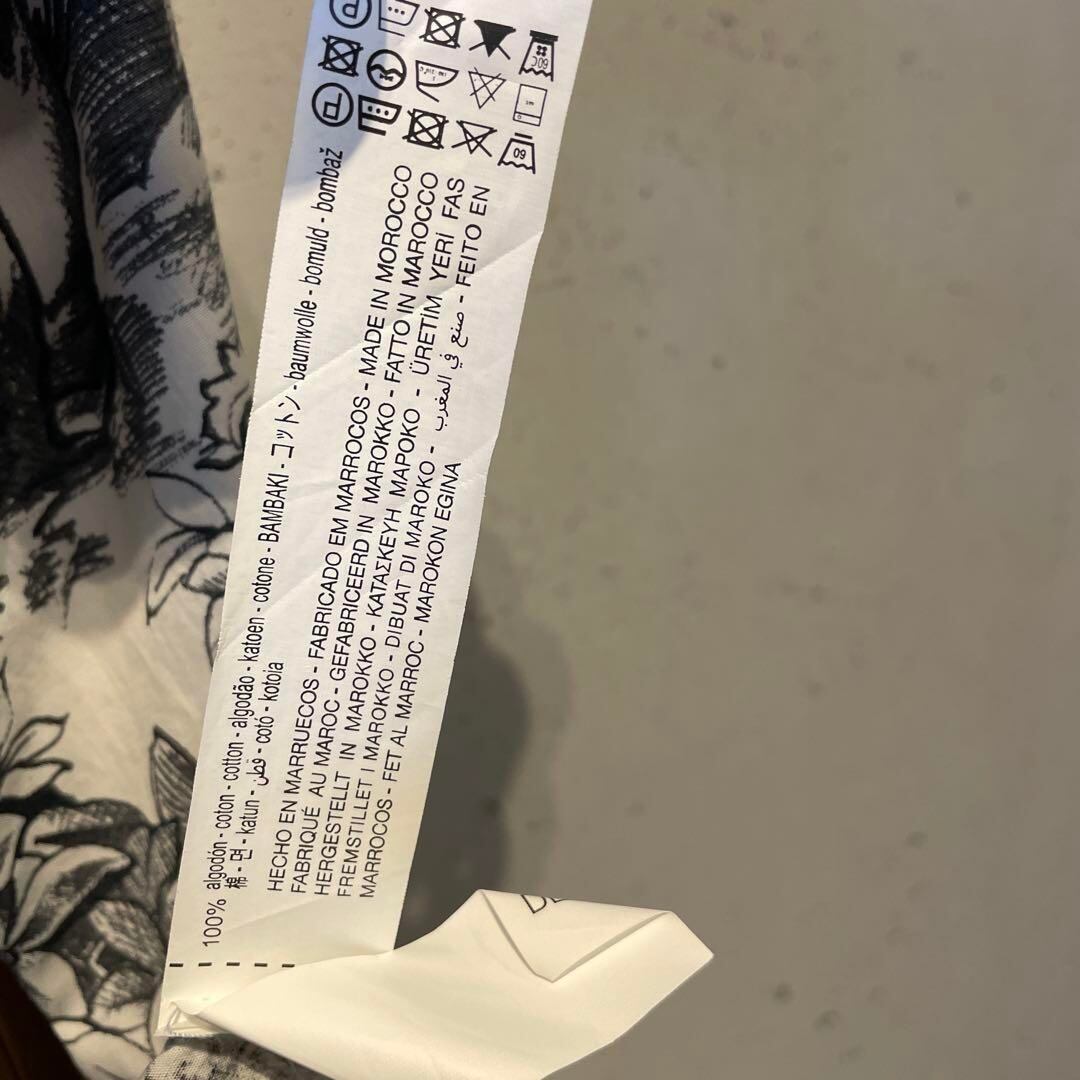 100% algodón - coton - cotton - algodão - katoen - cotone - BAMBAKI - コットン - baumwolle - bomuld - bombaž
棉 - 면 - katun - قطن - cotó - kotoia
HECHO EN MARRUECOS - FABRICADO EM MARROCOS - MADE IN MOROCCO
FABRIQUÉ AU MAROC - GEFABRICEERD IN MAROKKO - FATTO IN MAROCCO
HERGESTELLT IN MAROKKO - ΚΑΤΑΣΚΕΥΗ ΜΑΡΟΚΟ - ÜRETİM YERİ FAS
FREMSTILLET I MAROKKO - DIBUAT DI MAROKO - صنع في المغرب - FEITO EN
MARROCOS - FET AL MARROC - MAROKON EGINA